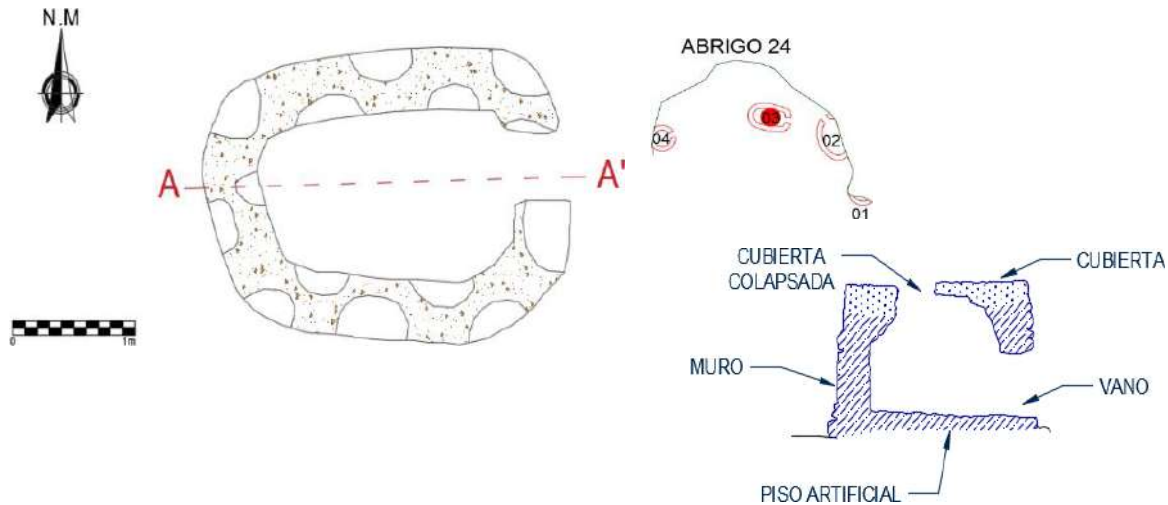 N.M
A
A'
0
1m
ABRIGO 24
03
04
02
01
CUBIERTA
COLAPSADA
CUBIERTA
MURO
VANO
PISO ARTIFICIAL